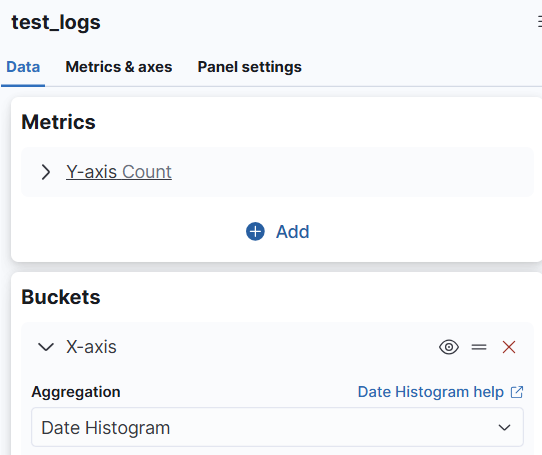 test_logs
Data Metrics & axes Panel settings
Metrics
Y-axis Count
Add
Buckets
X-axis
Aggregation Date Histogram help
Date Histogram